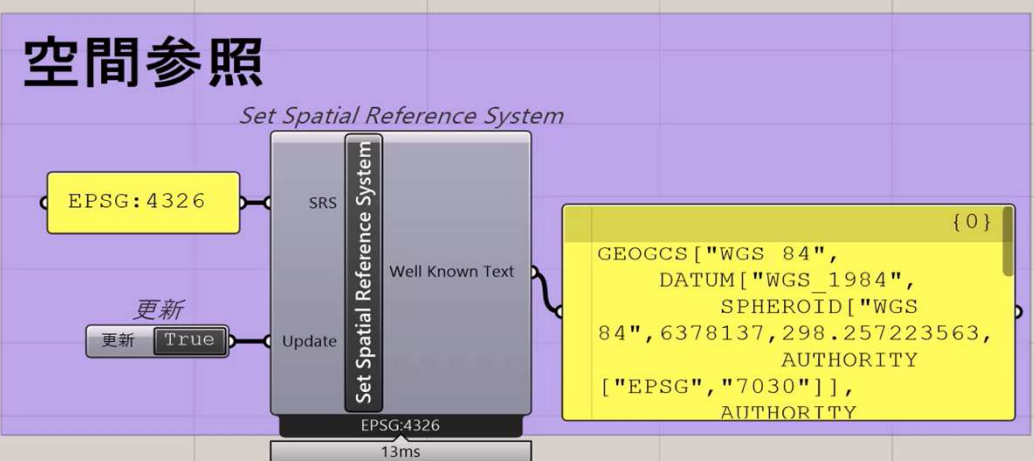 空間参照
Set Spatial Reference System
EPSG:4326
SRS
Set Spatial Reference System
Well Known Text
更新
更新 True
Update
EPSG:4326
13ms
{0}
GEOGCS["WGS 84",
DATUM["WGS_1984",
SPHEROID["WGS
84",6378137,298.257223563,
AUTHORITY
["EPSG","7030"]],
AUTHORITY